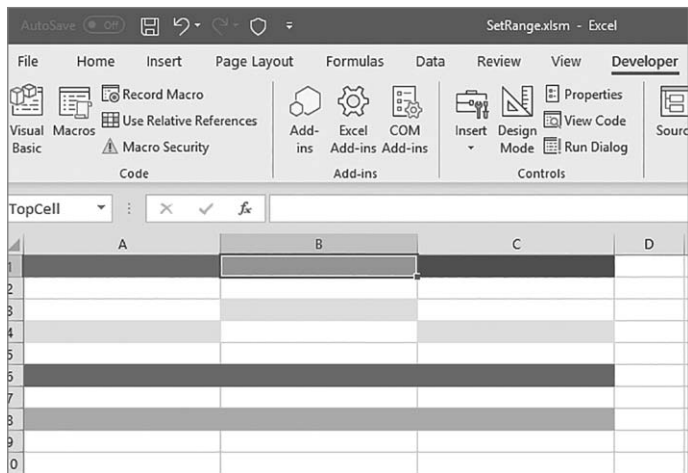 AutoSave Off SetRange.xlsm - Excel
File Home Insert Page Layout Formulas Data Review View Developer
Visual Basic
Macros
Record Macro
Use Relative References
Macro Security
Code
Add-ins
Excel Add-ins
COM Add-ins
Add-ins
Insert
Design Mode
Properties
View Code
Run Dialog
Controls
TopCell fx
A B C D
1
2
3
4
5
6
7
8
9
0